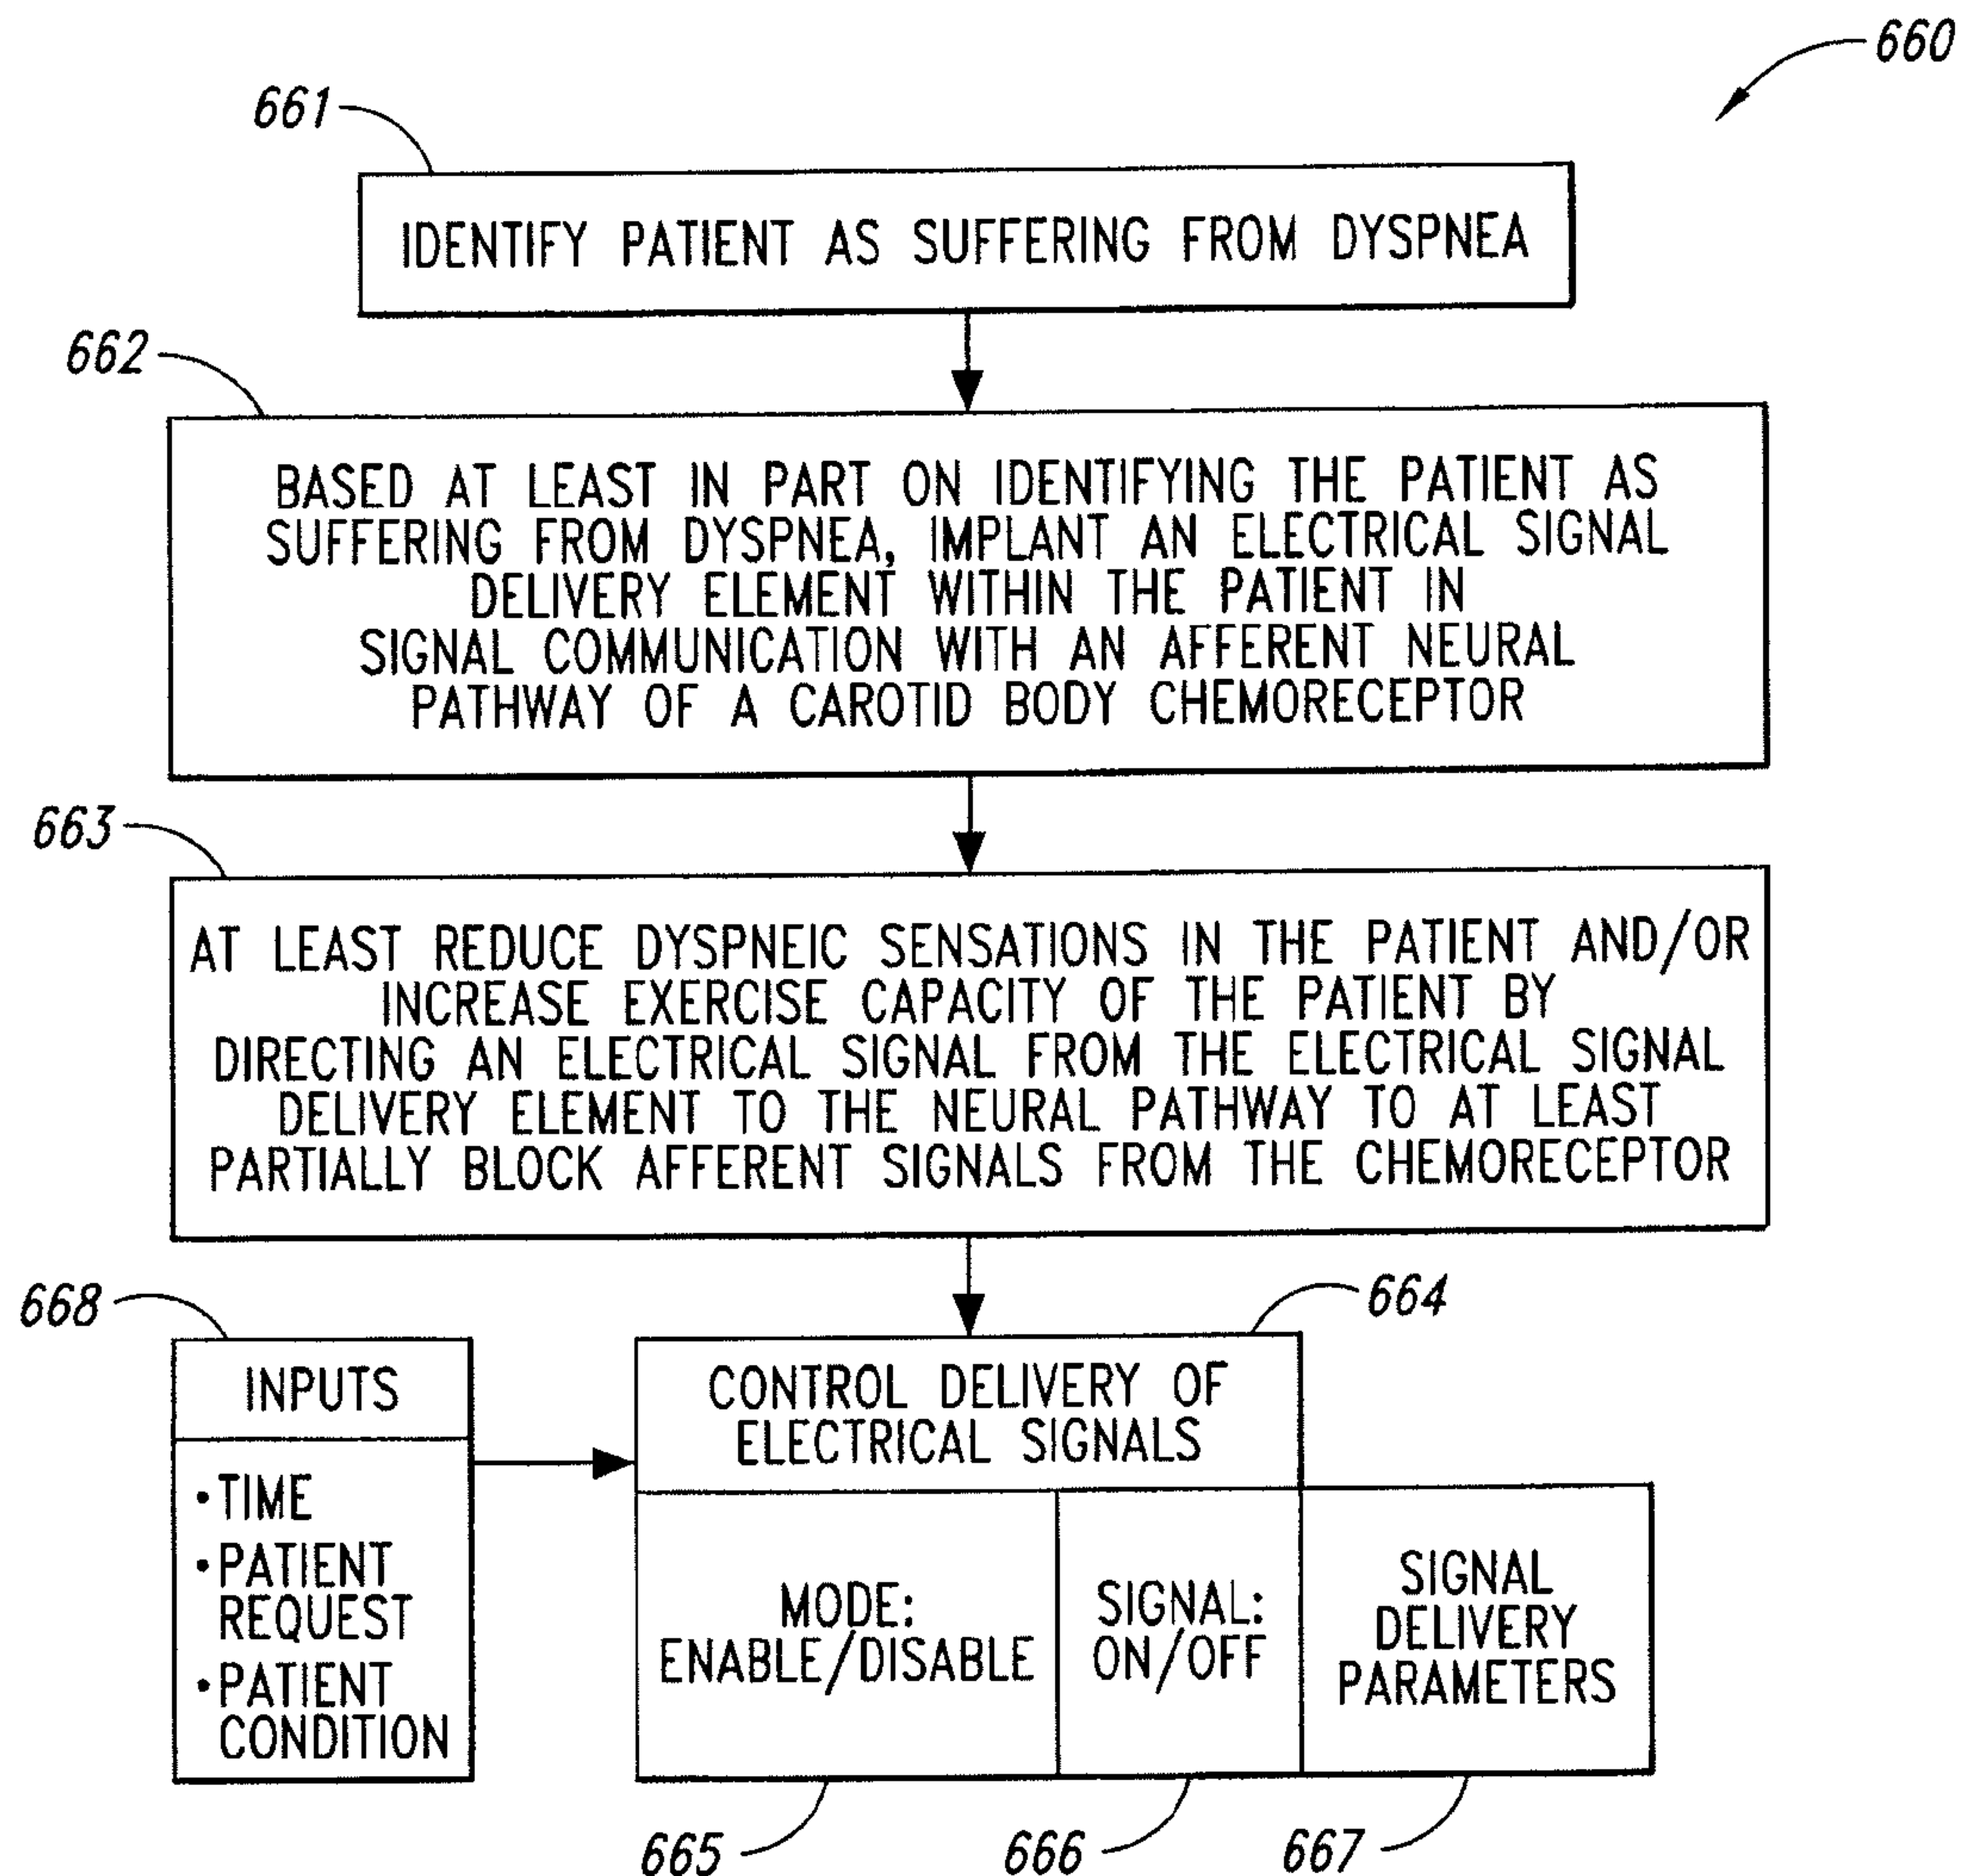 660
661
IDENTIFY PATIENT AS SUFFERING FROM DYSPNEA
662
BASED AT LEAST IN PART ON IDENTIFYING THE PATIENT AS
SUFFERING FROM DYSPNEA, IMPLANT AN ELECTRICAL SIGNAL
DELIVERY ELEMENT WITHIN THE PATIENT IN
SIGNAL COMMUNICATION WITH AN AFFERENT NEURAL
PATHWAY OF A CAROTID BODY CHEMORECEPTOR
663
AT LEAST REDUCE DYSPNEIC SENSATIONS IN THE PATIENT AND/OR
INCREASE EXERCISE CAPACITY OF THE PATIENT BY
DIRECTING AN ELECTRICAL SIGNAL FROM THE ELECTRICAL SIGNAL
DELIVERY ELEMENT TO THE NEURAL PATHWAY TO AT LEAST
PARTIALLY BLOCK AFFERENT SIGNALS FROM THE CHEMORECEPTOR
668
INPUTS
•TIME
•PATIENT
REQUEST
•PATIENT
CONDITION
664
CONTROL DELIVERY OF
ELECTRICAL SIGNALS
MODE:
ENABLE/DISABLE
SIGNAL:
ON/OFF
SIGNAL
DELIVERY
PARAMETERS
665
666
667